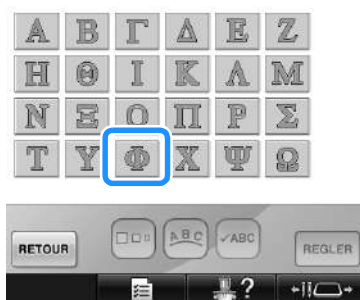 Α Β Γ Δ Ε Ζ
Η Θ Ι Κ Λ Μ
Ν Ξ Ο Π Ρ Σ
Τ Υ Φ Χ Ψ Ω
RETOUR ABC ✓ABC REGLER
?